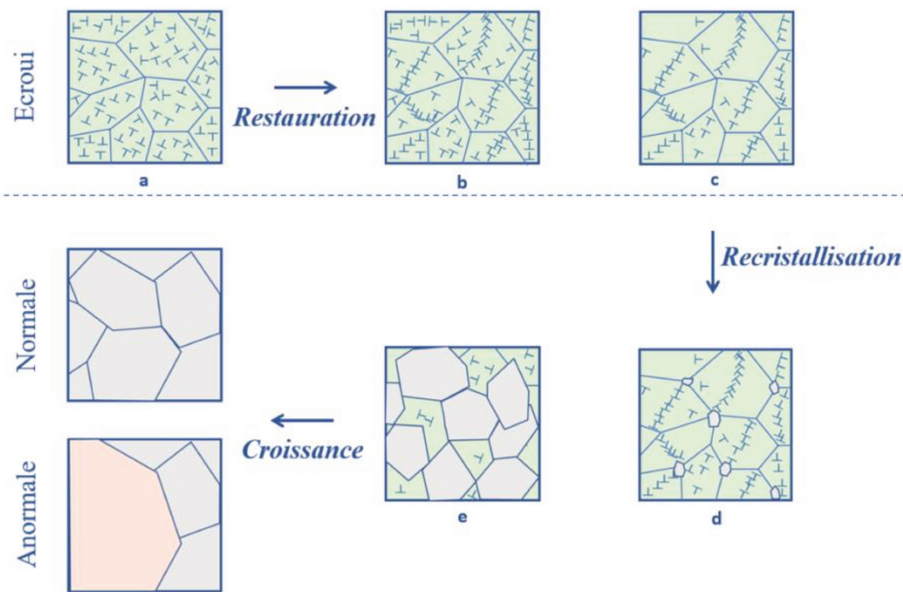 Ecroui
Restauration
a
b
c
Recristallisation
Normale
Croissance
Anormale
e
d